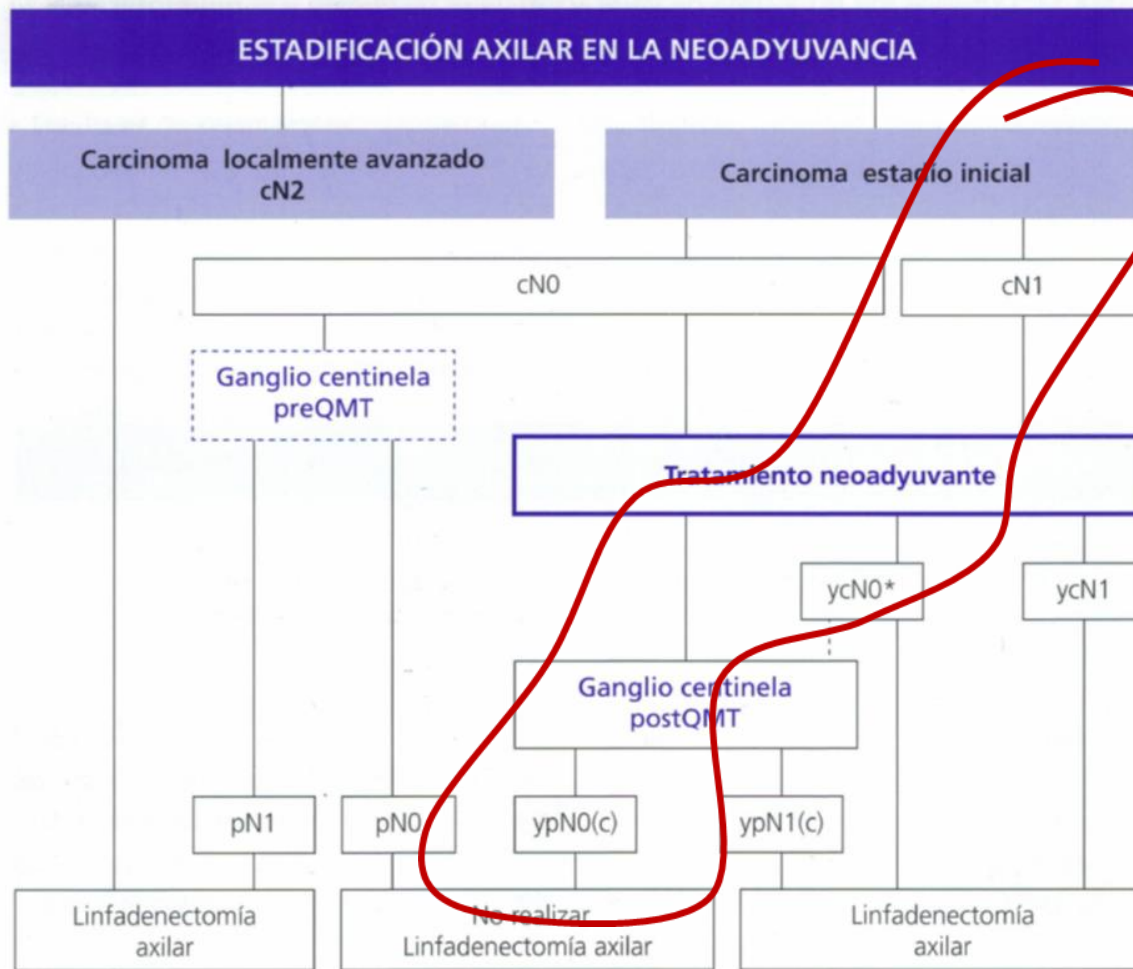 ESTADIFICACIÓN AXILAR EN LA NEOADYUVANCIA
Carcinoma localmente avanzado
cN2
Carcinoma estadio inicial
cN0
cN1
Ganglio centinela
preQMT
Tratamiento neoadyuvante
ycN0*
ycN1
Ganglio centinela
postQMT
pN1
pN0
ypN0(c)
ypN1(c)
Linfadenectomía
axilar
No realizar
Linfadenectomía axilar
Linfadenectomía
axilar